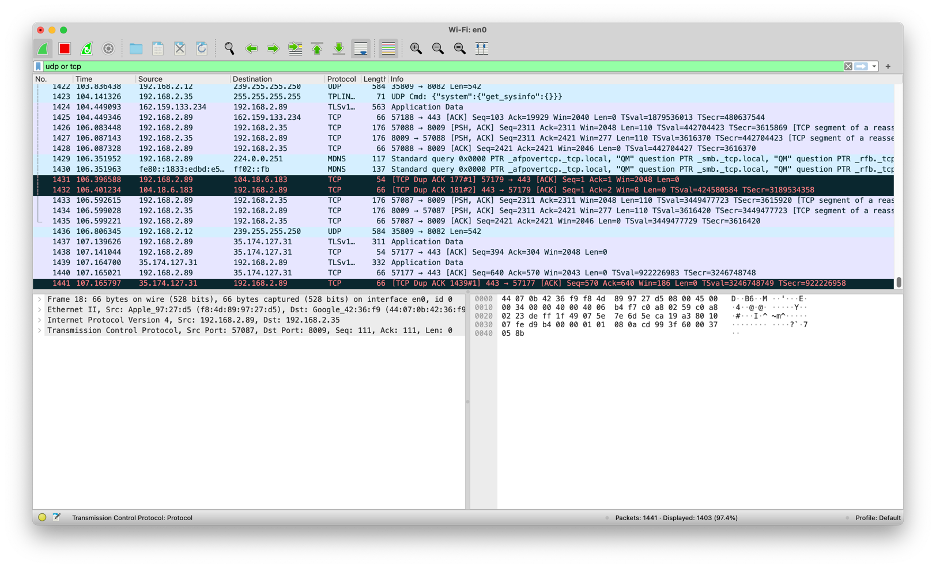 Wi-Fi: en0
udp or tcp
No. Time Source Destination Protocol Length Info
1422 103.836438 192.168.2.12 239.255.255.250 UDP 584 35809 → 8082 Len=542
1423 104.141326 192.168.2.35 255.255.255.255 TPLIN… 71 UDP Cmd: {"system":{"get_sysinfo":{}}}
1424 104.449093 162.159.133.234 192.168.2.89 TLSv1… 563 Application Data
1425 104.449346 192.168.2.89 162.159.133.234 TCP 66 57145 → 443 [ACK] Seq=103 Ack=19929 Win=2040 Len=0 TSval=1879536013 TSecr=480637544
1426 106.083448 192.168.2.89 192.168.2.35 TCP 176 57088 → 8009 [PSH, ACK] Seq=2311 Ack=2311 Win=2048 Len=110 TSval=442704423 TSecr=3615869 [TCP segment of a reasse
1427 106.087143 192.168.2.35 192.168.2.89 TCP 176 8009 → 57088 [PSH, ACK] Seq=2311 Ack=2421 Win=277 Len=110 TSval=3616370 TSecr=442704423 [TCP segment of a reasse
1428 106.087328 192.168.2.89 192.168.2.35 TCP 66 57088 → 8009 [ACK] Seq=2421 Ack=2421 Win=2046 Len=0 TSval=442704427 TSecr=3616370
1429 106.351952 192.168.2.89 224.0.0.251 MDNS 117 Standard query 0x0000 PTR _afpovertcp._tcp.local, "QM" question PTR _smb._tcp.local, "QM" question PTR _rfb._tc
1430 106.351963 fe80::1833:edbd:e5… ff02::fb MDNS 137 Standard query 0x0000 PTR _afpovertcp._tcp.local, "QM" question PTR _smb._tcp.local, "QM" question PTR _rfb._tc
1431 106.396588 192.168.2.89 104.18.6.183 TCP 54 [TCP Dup ACK 177#1] 57179 → 443 [ACK] Seq=1 Ack=1 Win=2048 Len=0
1432 106.401234 104.18.6.183 192.168.2.89 TCP 66 [TCP Dup ACK 181#2] 443 → 57179 [ACK] Seq=1 Ack=2 Win=8 Len=0 TSval=424580584 TSecr=3189534358
1433 106.592615 192.168.2.89 192.168.2.35 TCP 176 57087 → 8009 [PSH, ACK] Seq=2311 Ack=2311 Win=2048 Len=110 TSval=3449477723 TSecr=3615920 [TCP segment of a reas
1434 106.599028 192.168.2.35 192.168.2.89 TCP 176 8009 → 57087 [PSH, ACK] Seq=2311 Ack=2421 Win=277 Len=110 TSval=3616420 TSecr=3449477723 [TCP segment of a reas
1435 106.599221 192.168.2.89 192.168.2.35 TCP 66 57087 → 8009 [ACK] Seq=2421 Ack=2421 Win=2046 Len=0 TSval=3449477729 TSecr=3616420
1436 106.806345 192.168.2.12 239.255.255.250 UDP 584 35809 → 8082 Len=542
1437 107.139626 192.168.2.89 35.174.127.31 TLSv1… 311 Application Data
1438 107.141044 192.168.2.89 35.174.127.31 TCP 54 57177 → 443 [ACK] Seq=394 Ack=304 Win=2048 Len=0
1439 107.164700 35.174.127.31 192.168.2.89 TLSv1… 332 Application Data
1440 107.165021 192.168.2.89 35.174.127.31 TCP 66 57177 → 443 [ACK] Seq=640 Ack=570 Win=2043 Len=0 TSval=922226983 TSecr=3246748748
1441 107.165797 35.174.127.31 192.168.2.89 TCP 66 [TCP Dup ACK 1439#1] 443 → 57177 [ACK] Seq=570 Ack=640 Win=186 Len=0 TSval=3246748749 TSecr=922226958
Frame 18: 66 bytes on wire (528 bits), 66 bytes captured (528 bits) on interface en0, id 0
Ethernet II, Src: Apple_97:27:d5 (f8:4d:89:97:27:d5), Dst: Google_42:36:f9 (44:07:0b:42:36:f9
Internet Protocol Version 4, Src: 192.168.2.89, Dst: 192.168.2.35
Transmission Control Protocol, Src Port: 57087, Dst Port: 8009, Seq: 111, Ack: 111, Len: 0
0000 44 07 0b 42 36 f9 f8 4d 89 97 27 d5 08 00 45 00 D··B6··M ··'···E·
0010 00 34 00 00 40 00 40 06 b4 f7 c0 a8 02 59 c0 a8 ·4··@·@· ·····Y··
0020 02 23 de ff 1f 49 07 5e 7e 6d 5e ca 19 a3 80 10 ·#···I·^ ~m^·····
0030 07 fe d9 b4 00 00 01 01 08 0a cd 99 3f 60 00 37 ········ ····?`·7
0040 05 8b ··
Transmission Control Protocol: Protocol
Packets: 1441 · Displayed: 1403 (97.4%)
Profile: Default